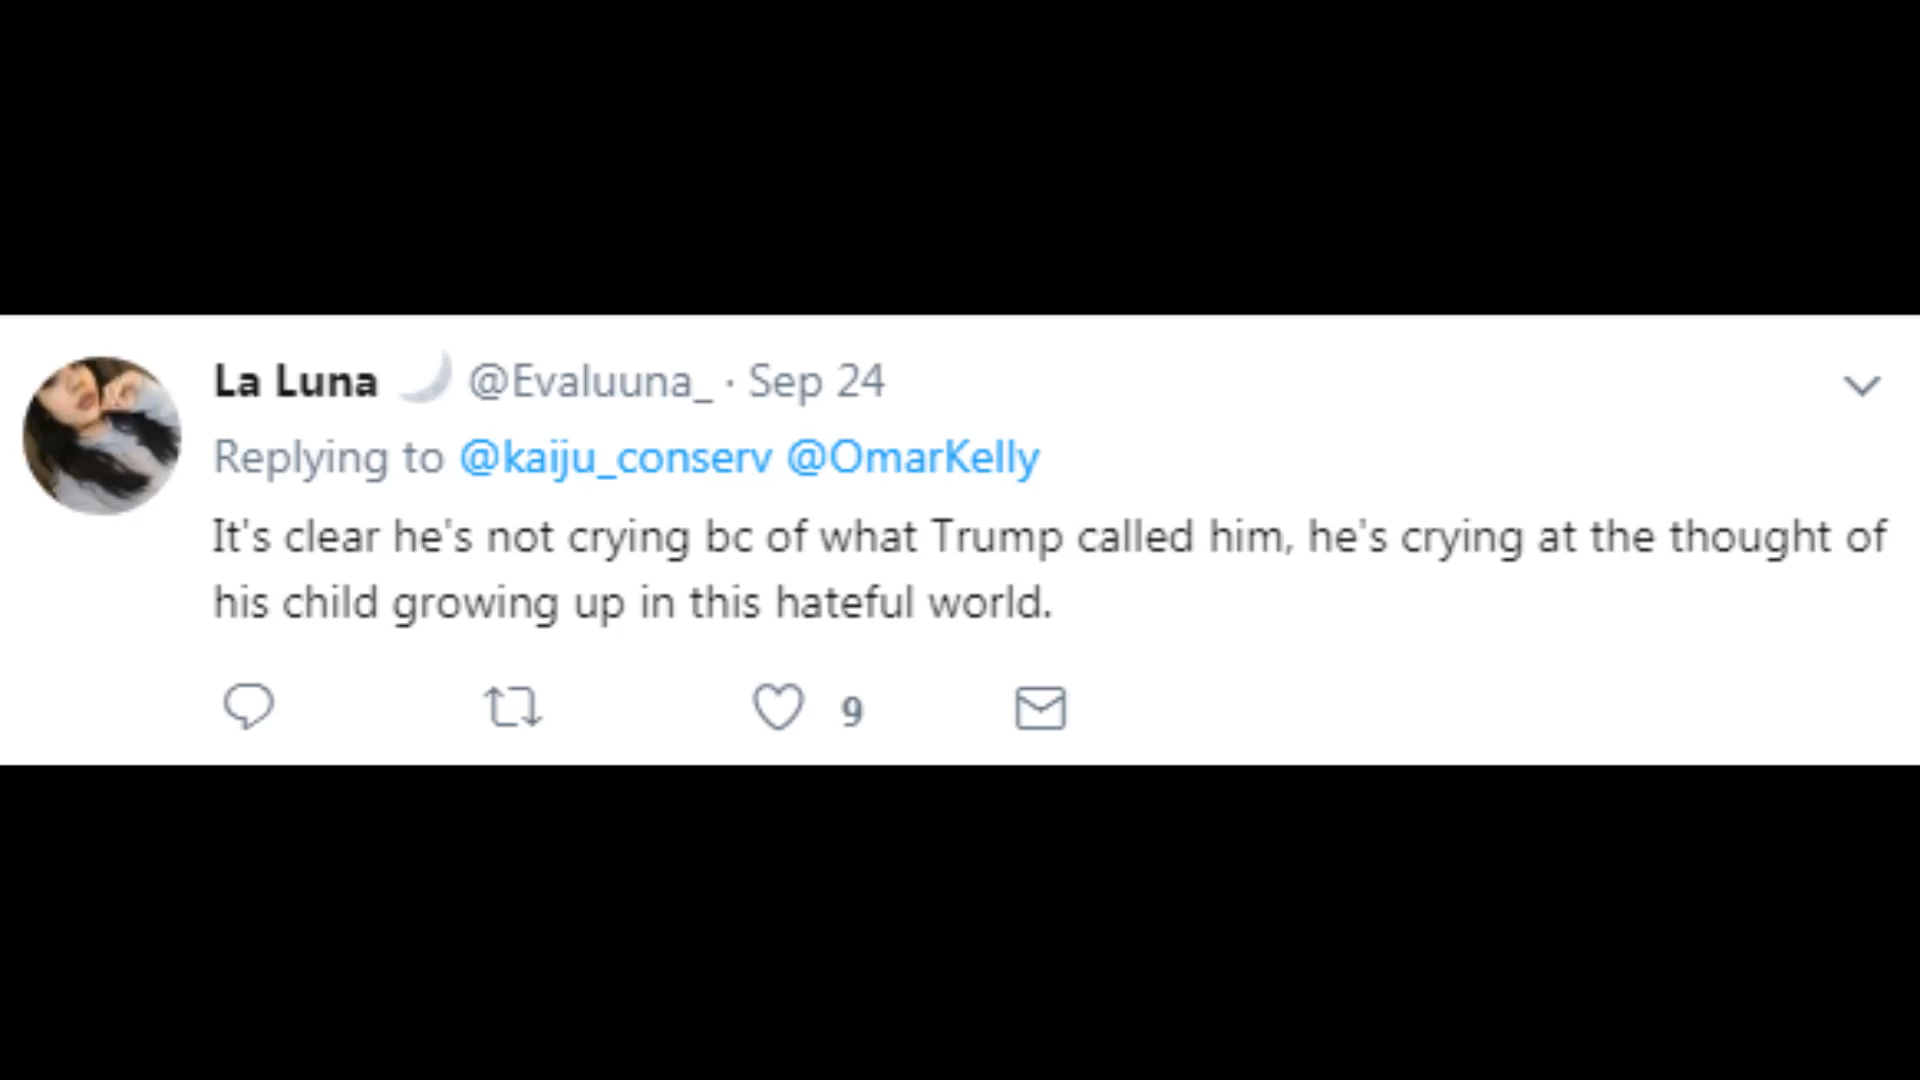 La Luna 🌙 @Evaluuna_ · Sep 24
Replying to @kaiju_conserv @OmarKelly
It's clear he's not crying bc of what Trump called him, he's crying at the thought of
his child growing up in this hateful world.
9